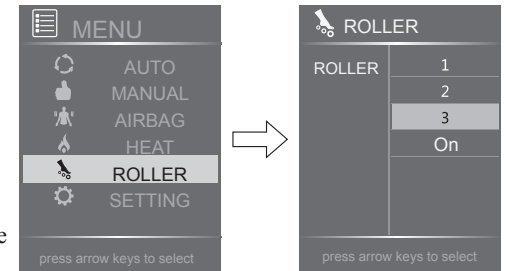 MENU
AUTO
MANUAL
AIRBAG
HEAT
ROLLER
SETTING
press arrow keys to select
e
ROLLER
ROLLER
1
2
3
On
press arrow keys to select